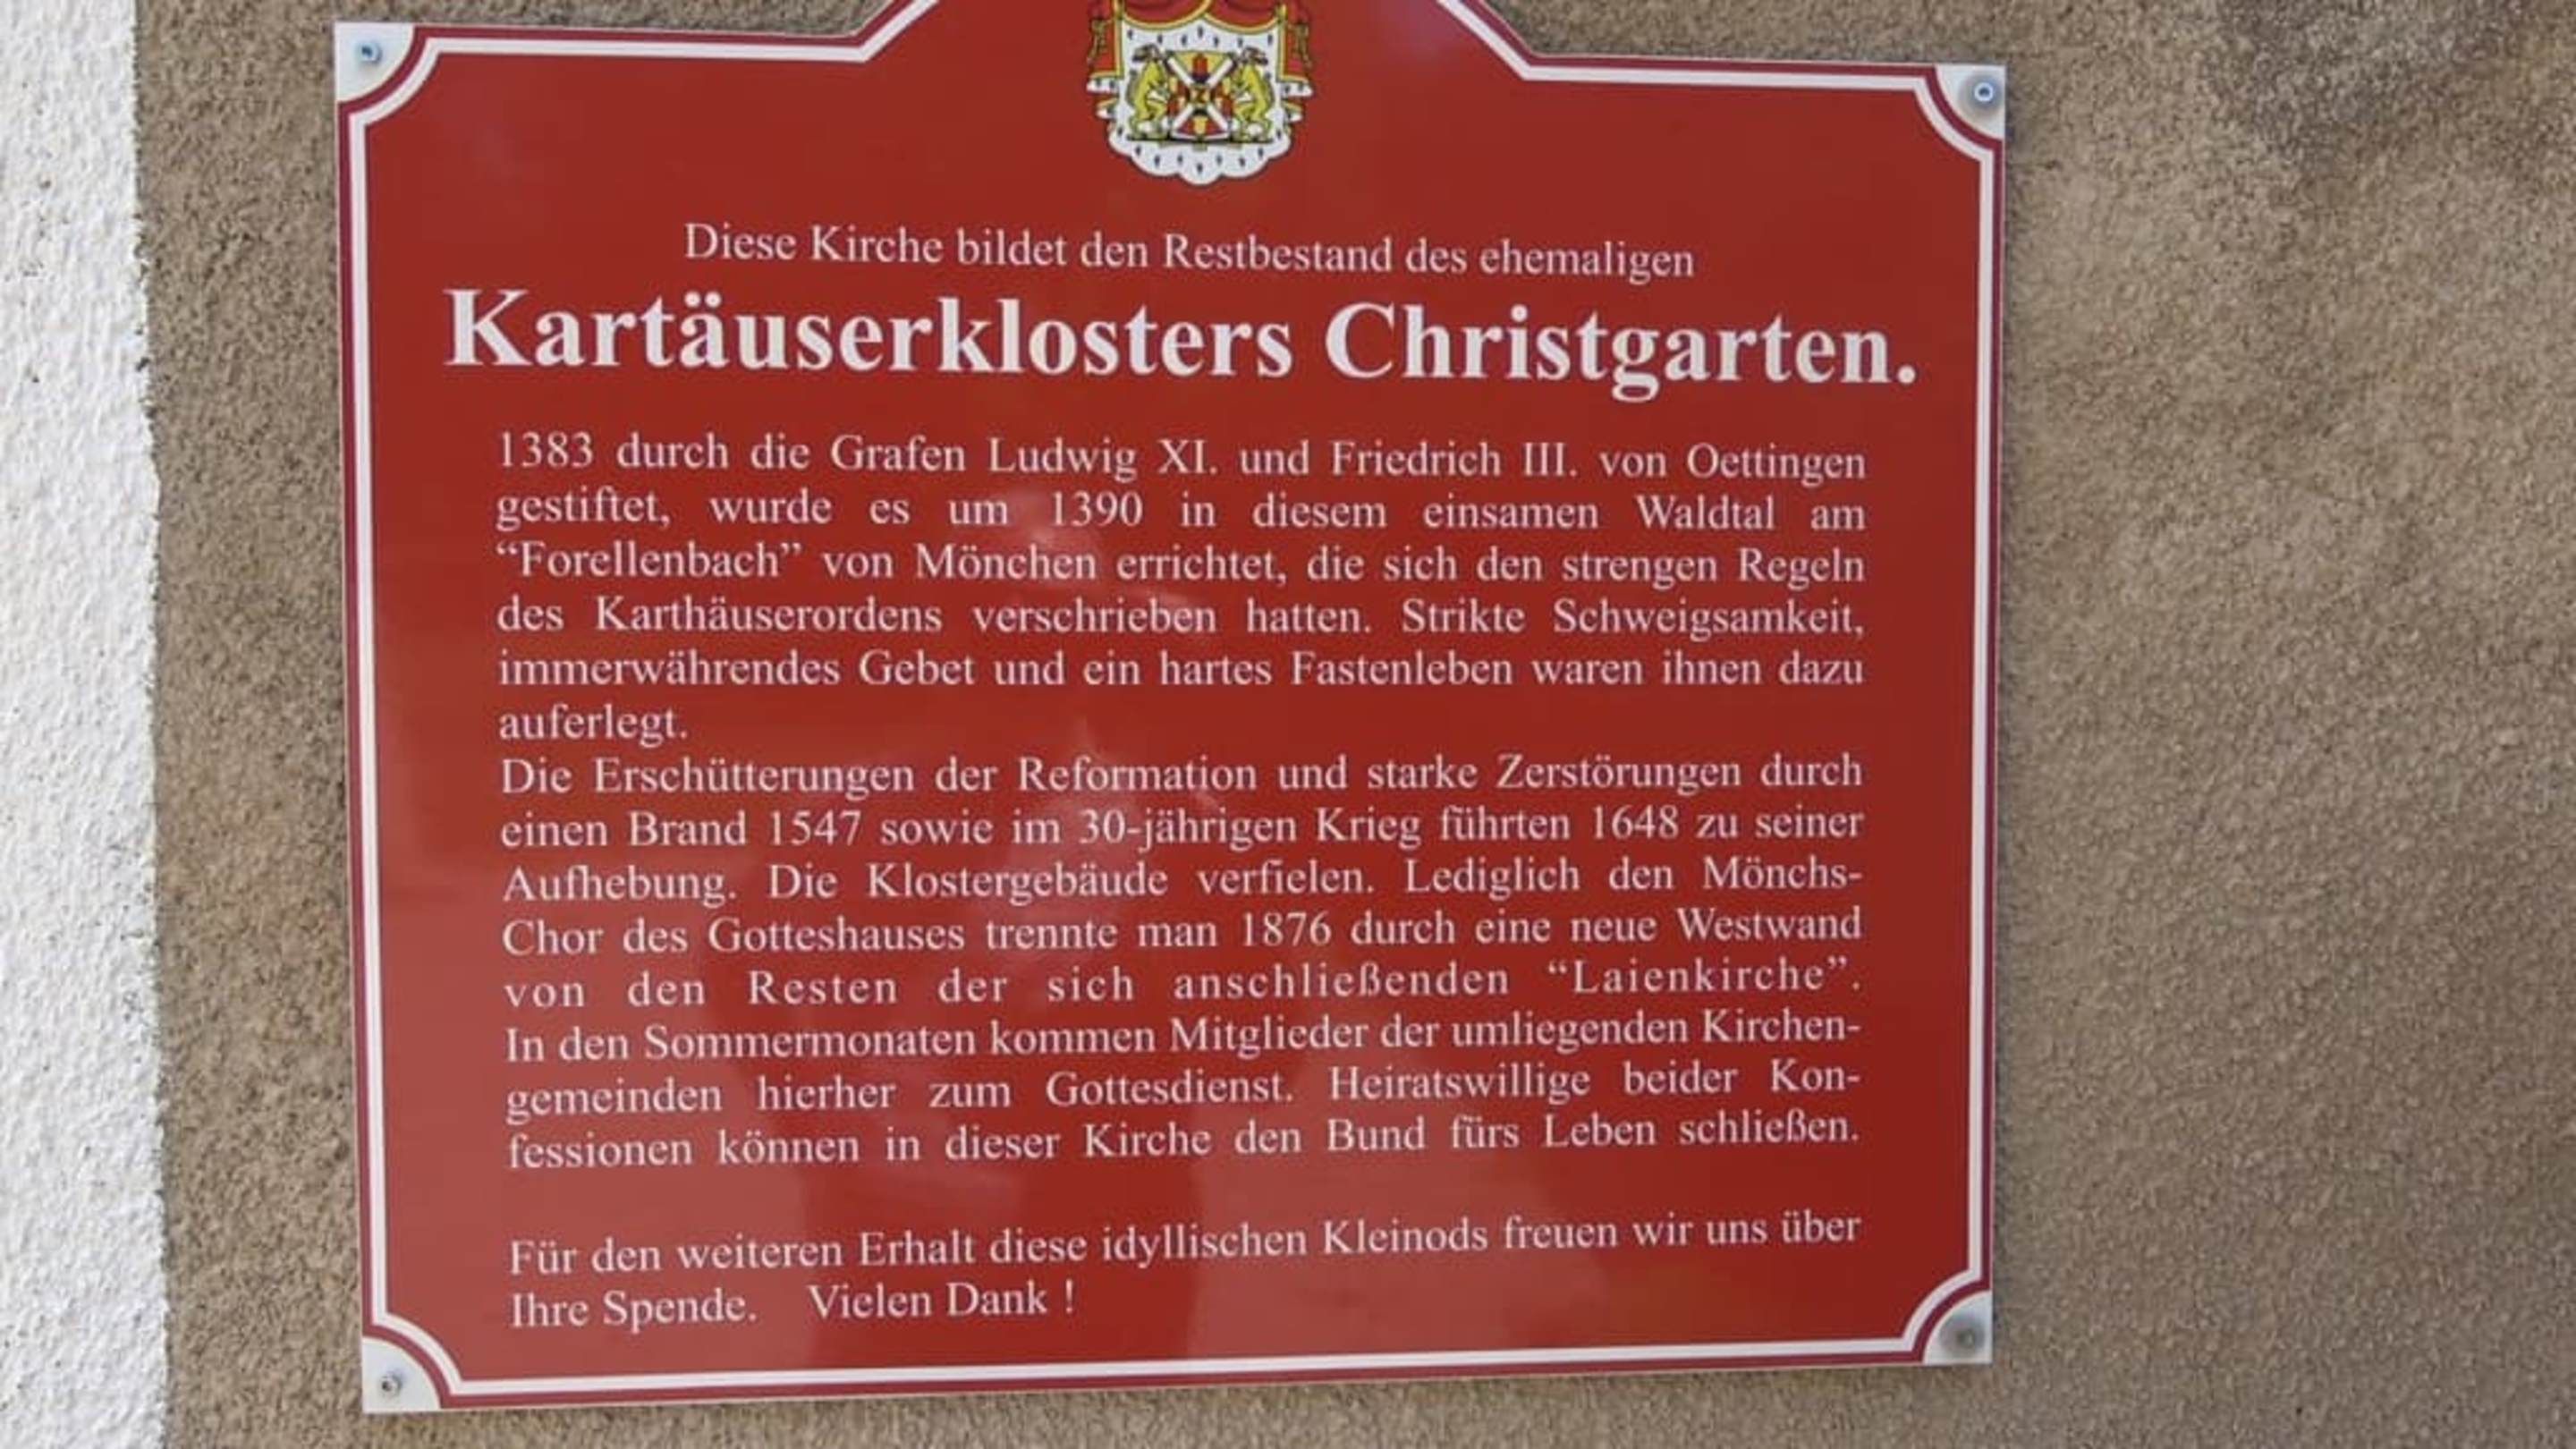 Diese Kirche bildet den Restbestand des ehemaligen
Kartäuserklosters Christgarten.
1383 durch die Grafen Ludwig XI. und Friedrich III. von Oettingen
gestiftet, wurde es um 1390 in diesem einsamen Waldtal am
“Forellenbach” von Mönchen errichtet, die sich den strengen Regeln
des Karthäuserordens verschrieben hatten. Strikte Schweigsamkeit,
immerwährendes Gebet und ein hartes Fastenleben waren ihnen dazu
auferlegt.
Die Erschütterungen der Reformation und starke Zerstörungen durch
einen Brand 1547 sowie im 30-jährigen Krieg führten 1648 zu seiner
Aufhebung. Die Klostergebäude verfielen. Lediglich den Mönchs-
Chor des Gotteshauses trennte man 1876 durch eine neue Westwand
von den Resten der sich anschließenden “Laienkirche”.
In den Sommermonaten kommen Mitglieder der umliegenden Kirchen-
gemeinden hierher zum Gottesdienst. Heiratswillige beider Kon-
fessionen können in dieser Kirche den Bund fürs Leben schließen.
Für den weiteren Erhalt diese idyllischen Kleinods freuen wir uns über
Ihre Spende. Vielen Dank !